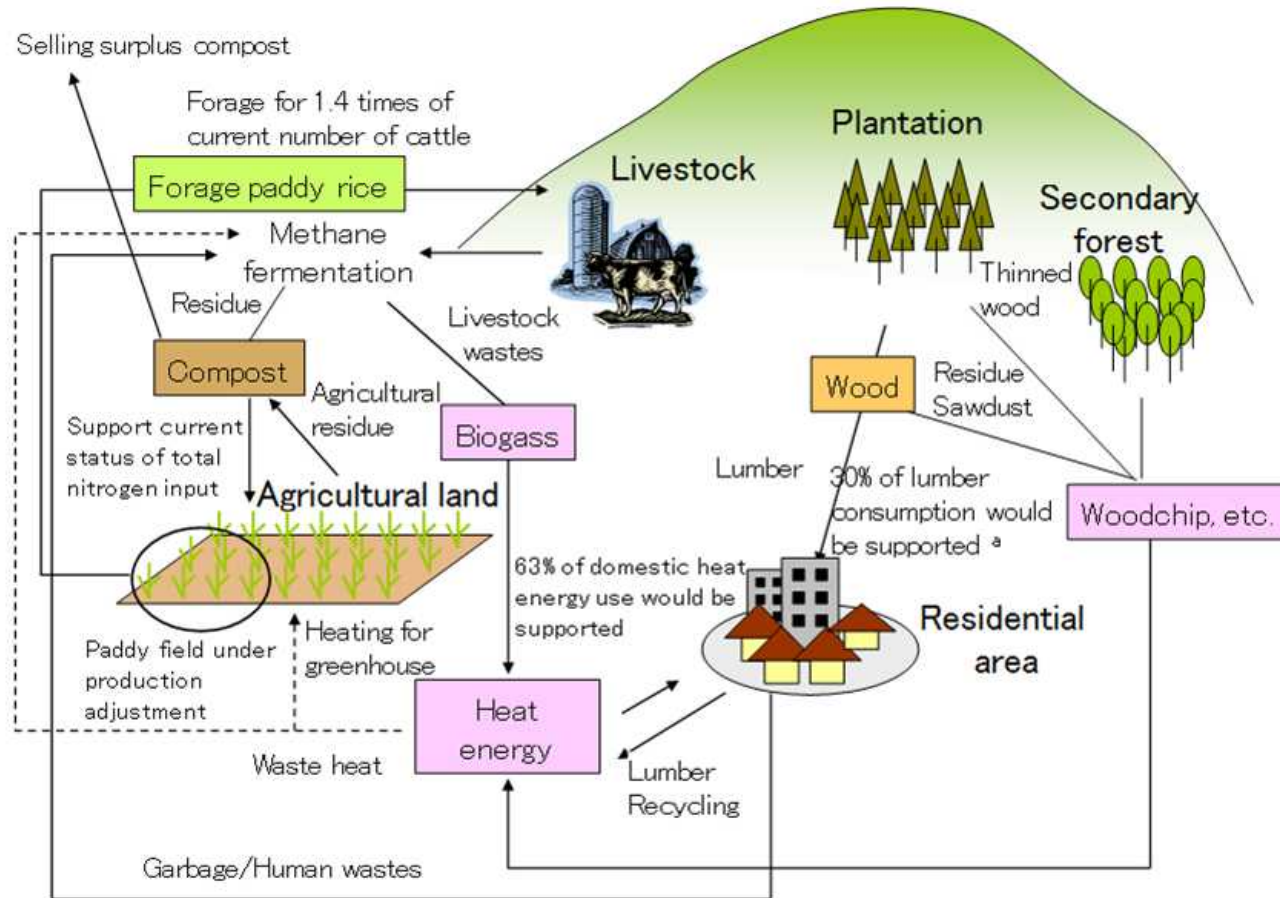 Selling surplus compost
Forage for 1.4 times of
current number of cattle
Forage paddy rice
Plantation
Livestock
Secondary
forest
Methane
fermentation
Thinned
wood
Residue
Livestock
wastes
Compost
Wood
Residue
Sawdust
Agricultural
residue
Biogass
Support current
status of total
nitrogen input
Lumber
30% of lumber
consumption would
be supported a
Woodchip, etc.
Agricultural land
63% of domestic heat
energy use would be
supported
Residential
area
Paddy field under
production
adjustment
Heating for
greenhouse
Heat
energy
Waste heat
Lumber
Recycling
Garbage/Human wastes